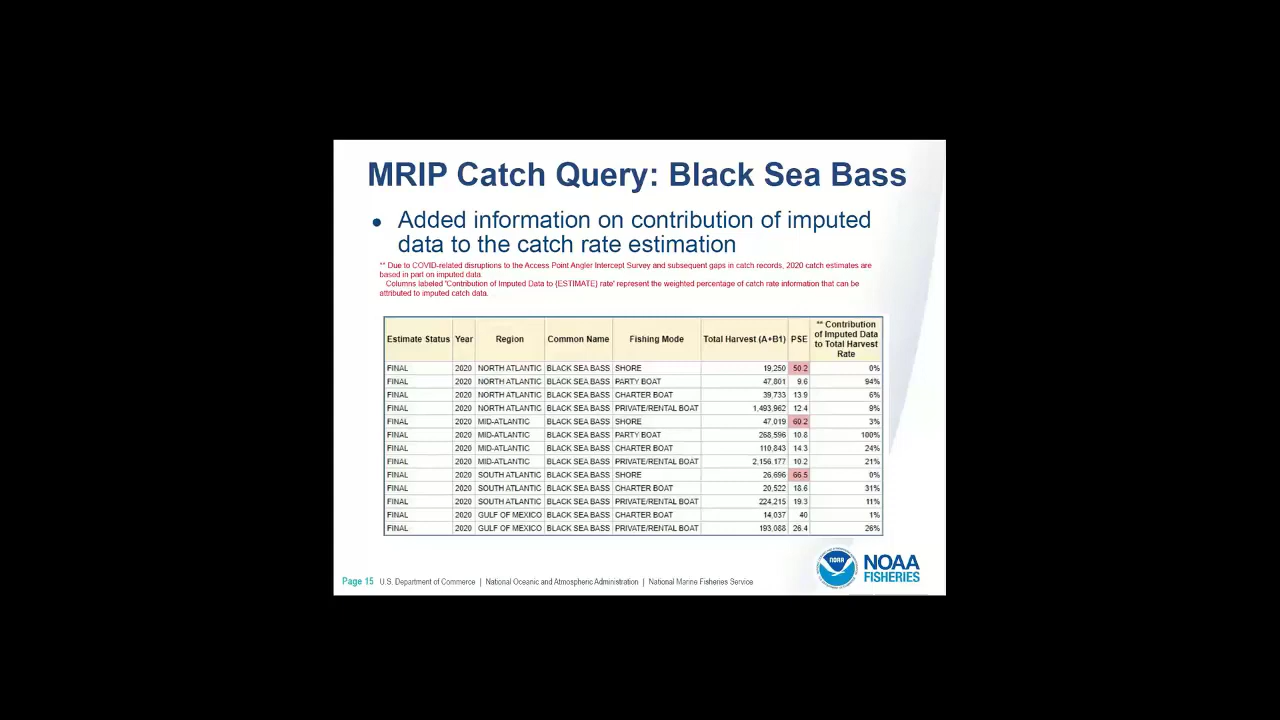 MRIP Catch Query: Black Sea Bass
● Added information on contribution of imputed
data to the catch rate estimation
** Due to COVID-related disruptions to the Access Point Angler Intercept Survey and subsequent gaps in catch records, 2020 catch estimates are
based in part on imputed data.
Columns labeled 'Contribution of Imputed Data to {ESTIMATE} rate' represent the weighted percentage of catch rate information that can be
attributed to imputed catch data.
Estimate Status Year Region Common Name Fishing Mode Total Harvest (A+B1) PSE ** Contribution of Imputed Data to Total Harvest Rate
FINAL 2020 NORTH ATLANTIC BLACK SEA BASS SHORE 19,250 50.2 0%
FINAL 2020 NORTH ATLANTIC BLACK SEA BASS PARTY BOAT 47,801 9.6 94%
FINAL 2020 NORTH ATLANTIC BLACK SEA BASS CHARTER BOAT 39,733 13.9 6%
FINAL 2020 NORTH ATLANTIC BLACK SEA BASS PRIVATE/RENTAL BOAT 1,493,962 12.4 9%
FINAL 2020 MID-ATLANTIC BLACK SEA BASS SHORE 47,019 60.2 3%
FINAL 2020 MID-ATLANTIC BLACK SEA BASS PARTY BOAT 268,596 10.8 100%
FINAL 2020 MID-ATLANTIC BLACK SEA BASS CHARTER BOAT 110,843 14.3 24%
FINAL 2020 MID-ATLANTIC BLACK SEA BASS PRIVATE/RENTAL BOAT 2,156,177 10.2 21%
FINAL 2020 SOUTH ATLANTIC BLACK SEA BASS SHORE 26,696 66.5 0%
FINAL 2020 SOUTH ATLANTIC BLACK SEA BASS CHARTER BOAT 20,522 18.6 31%
FINAL 2020 SOUTH ATLANTIC BLACK SEA BASS PRIVATE/RENTAL BOAT 224,215 19.3 11%
FINAL 2020 GULF OF MEXICO BLACK SEA BASS CHARTER BOAT 14,037 40 1%
FINAL 2020 GULF OF MEXICO BLACK SEA BASS PRIVATE/RENTAL BOAT 193,088 26.4 26%
NOAA
NOAA
FISHERIES
Page 15 U.S. Department of Commerce | National Oceanic and Atmospheric Administration | National Marine Fisheries Service